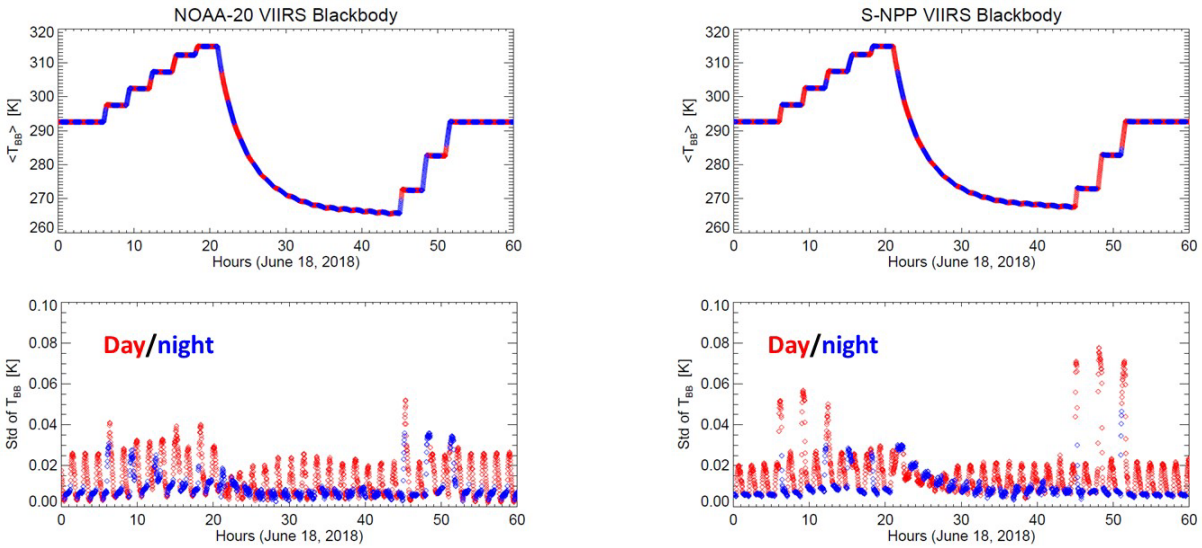 NOAA-20 VIIRS Blackbody
320
310
300
290
280
270
260
<T_BB> [K]
0 10 20 30 40 50 60
Hours (June 18, 2018)
S-NPP VIIRS Blackbody
320
310
300
290
280
270
260
<T_BB> [K]
0 10 20 30 40 50 60
Hours (June 18, 2018)
0.10
0.08
0.06
0.04
0.02
0.00
Std of T_BB [K]
Day/night
0 10 20 30 40 50 60
Hours (June 18, 2018)
0.10
0.08
0.06
0.04
0.02
0.00
Std of T_BB [K]
Day/night
0 10 20 30 40 50 60
Hours (June 18, 2018)